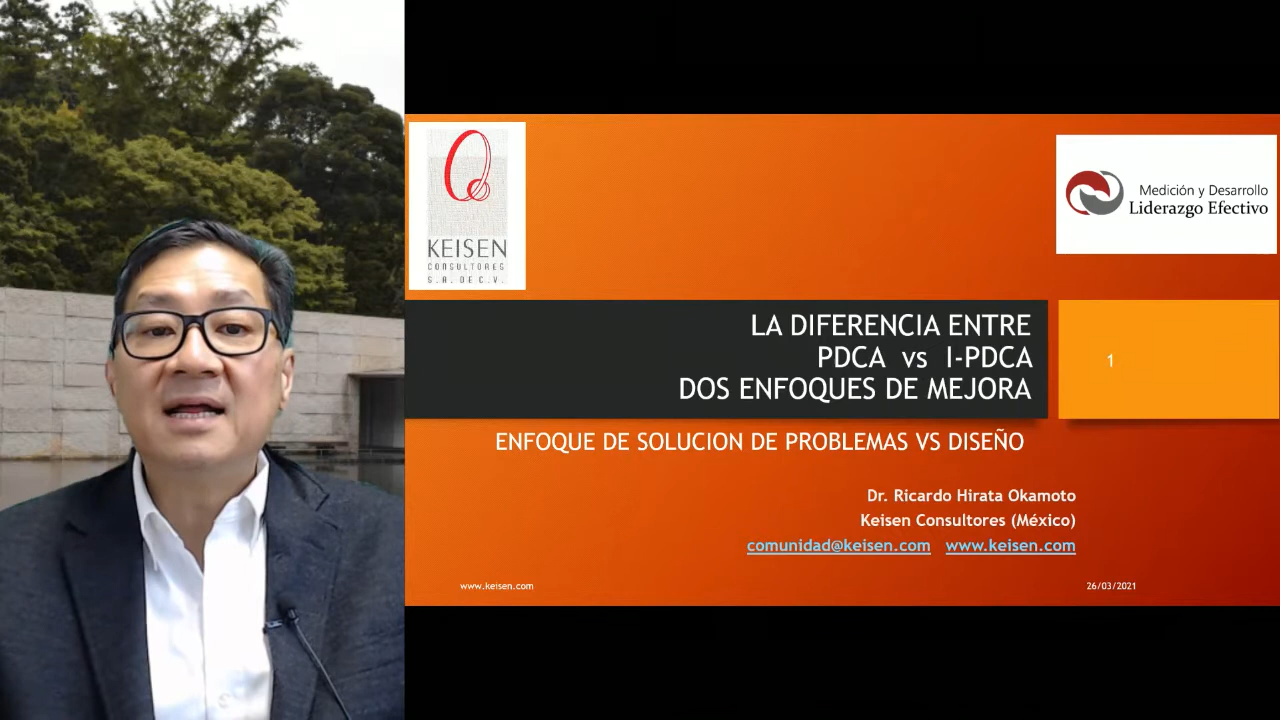 KEISEN
CONSULTORES
S.A. DE C.V.
Medición y Desarrollo
Liderazgo Efectivo
LA DIFERENCIA ENTRE
PDCA vs I-PDCA
DOS ENFOQUES DE MEJORA
1
ENFOQUE DE SOLUCION DE PROBLEMAS VS DISEÑO
Dr. Ricardo Hirata Okamoto
Keisen Consultores (México)
comunidad@keisen.com www.keisen.com
www.keisen.com
26/03/2021